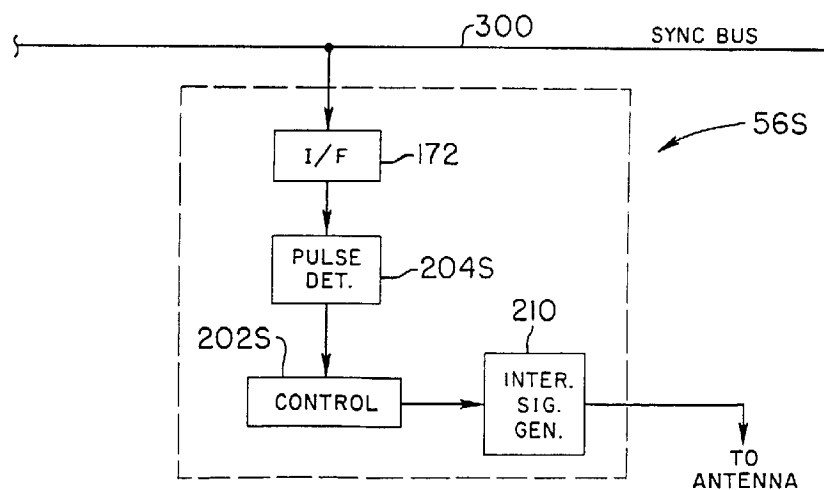 300
SYNC BUS
56S
I/F
172
PULSE
DET.
204S
202S
210
CONTROL
INTER.
SIG.
GEN.
TO
ANTENNA